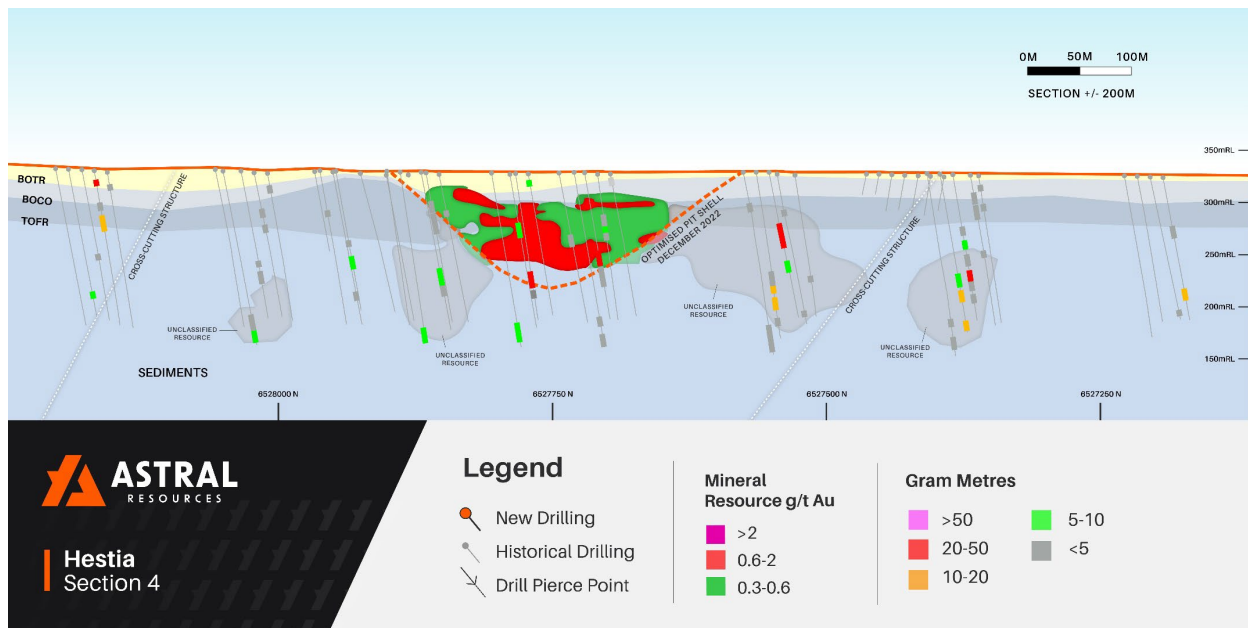 0M 50M 100M
SECTION +/- 200M
350mRL
BOTR
BOCO
300mRL
TOFR
CROSS-CUTTING STRUCTURE
OPTIMISED PIT SHELL
DECEMBER 2022
CROSS-CUTTING STRUCTURE
250mRL
200mRL
UNCLASSIFIED
RESOURCE
UNCLASSIFIED
RESOURCE
UNCLASSIFIED
RESOURCE
UNCLASSIFIED
RESOURCE
150mRL
SEDIMENTS
6528000 N
6527750 N
6527500 N
6527250 N
ASTRAL
RESOURCES
Hestia
Section 4
Legend
New Drilling
Historical Drilling
Drill Pierce Point
Mineral
Resource g/t Au
>2
0.6-2
0.3-0.6
Gram Metres
>50
20-50
10-20
5-10
<5